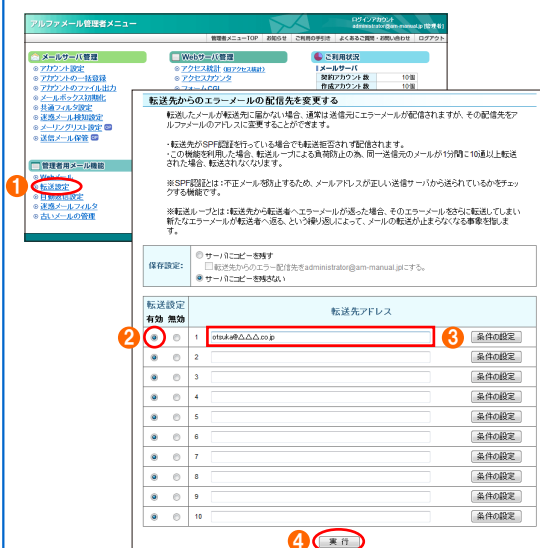 アルファメール管理者メニュー
ログインアカウント
administrator@am-manual.jp [管理者]
管理者メニューTOP お知らせ ご利用の手引き よくあるご質問・お問い合わせ ログアウト
メールサーバ管理
アカウント設定
アカウントの一括登録
アカウントのファイル出力
メールボックス初期化
共通フィルタ設定
迷惑メール検知設定
メーリングリスト設定
送信メール保管
Webサーバ管理
アクセス統計 (旧アクセス統計)
アクセスカウンタ
フォームCGI
ご利用状況
メールサーバ
契約アカウント数 10個
作成アカウント数 10個
管理者用メール機能
Webメール
1
転送設定
自動返信設定
迷惑メールフィルタ
古いメールの管理
転送先からのエラーメールの配信先を変更する
転送したメールが転送先に届かない場合、通常は送信元にエラーメールが配信されますが、その配信先をア
ルファメールのアドレスに変更することができます。
・転送先がSPF認証を行っている場合でも転送拒否されず配信されます。
・この機能を利用した場合、転送ループによる負荷防止の為、同一送信元のメールが1分間に10通以上転送
された場合、転送されなくなります。
※SPF認証とは：不正メールを防止するため、メールアドレスが正しい送信サーバから送られているかをチェッ
クする機能です。
※転送ループとは：転送先から転送者へエラーメールが返った場合、そのエラーメールをさらに転送してしまい
新たなエラーメールが転送者へ返る、という繰り返しによって、メールの転送が止まらなくなる事象を指しま
す。
保存設定:
サーバにコピーを残す
転送先からのエラー配信先をadministrator@am-manual.jpにする。
サーバにコピーを残さない
転送設定
有効 無効
転送先アドレス
2
1 otsuka@△△△.co.jp
3
条件の設定
2 条件の設定
3 条件の設定
4 条件の設定
5 条件の設定
6 条件の設定
7 条件の設定
8 条件の設定
9 条件の設定
10 条件の設定
4
実 行